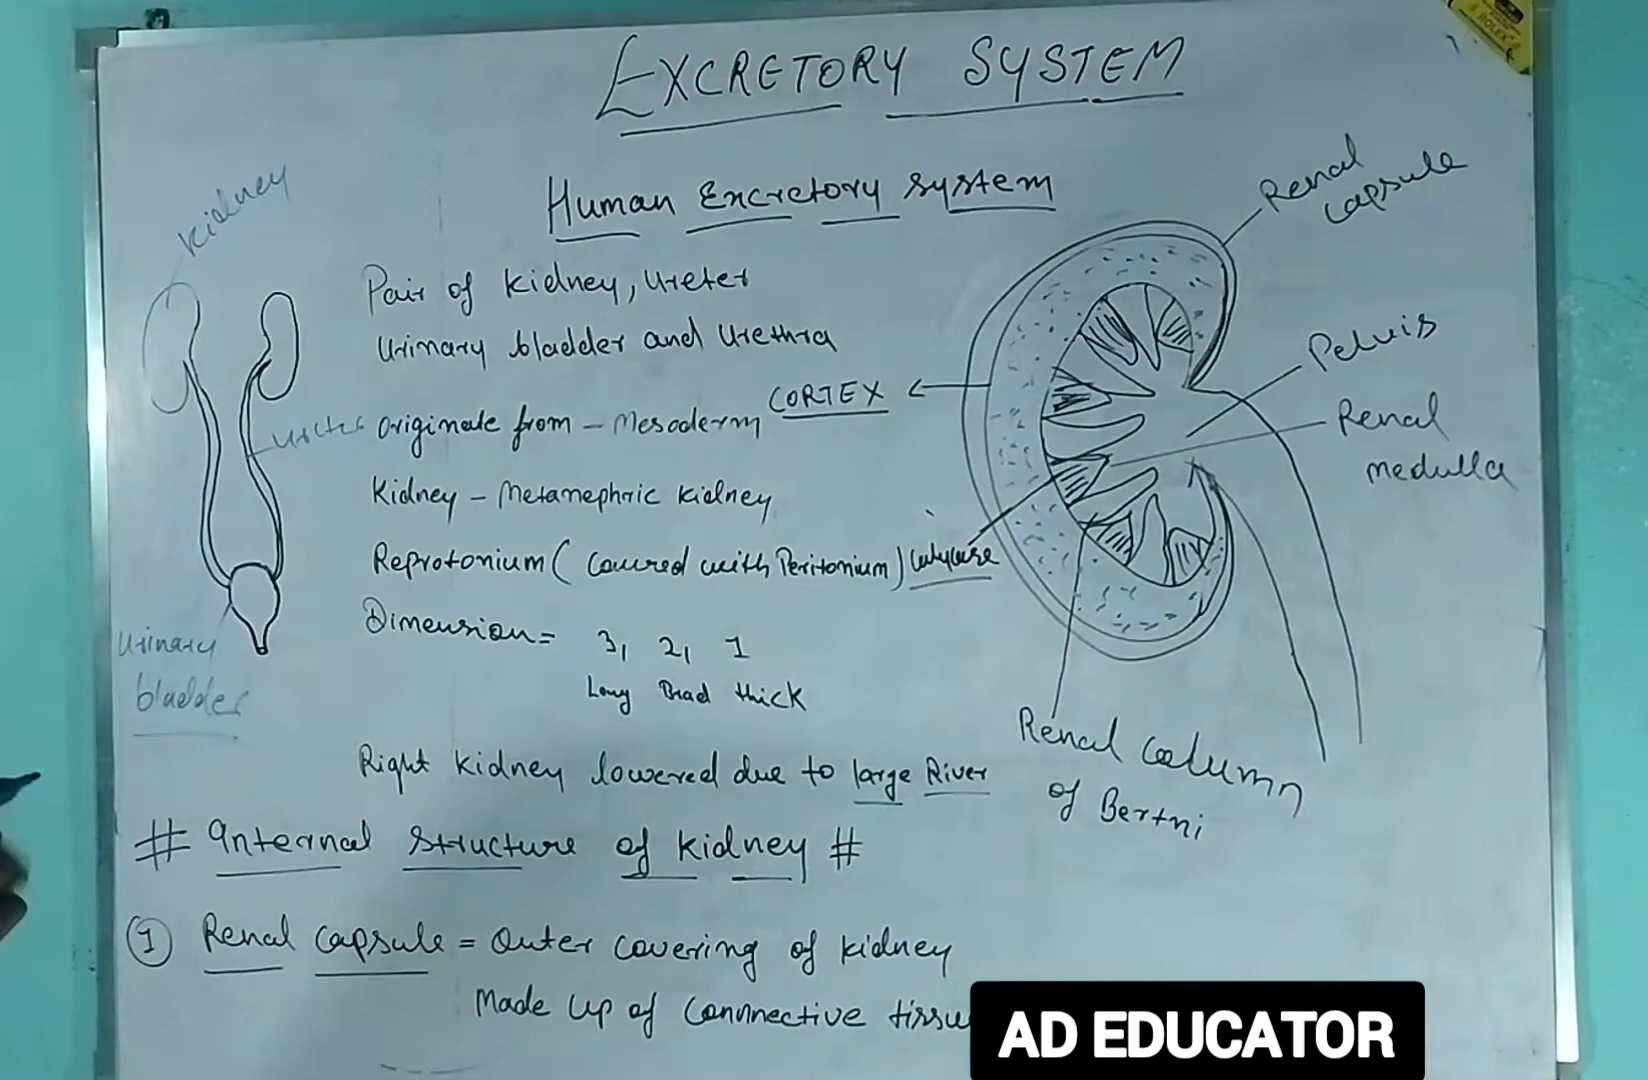 EXCRETORY SYSTEM
Human Excretory system
Kidney
Pair of kidney, Ureter
Urinary bladder and Urethra
Ureter
originate from - Mesoderm
Kidney - Metanephric kidney
Reprotonium (Covered with Peritonium)
Dimension = 3, 2, 1
Long Brad thick
Urinary
bladder
Right kidney lowered due to large River
Renal
capsule
CORTEX
Pelvis
Renal
medulla
Renal column
of Bertni
# Internal structure of kidney #
① Renal capsule = Outer covering of kidney
Made up of Connnective tissu
AD EDUCATOR
ROLEX